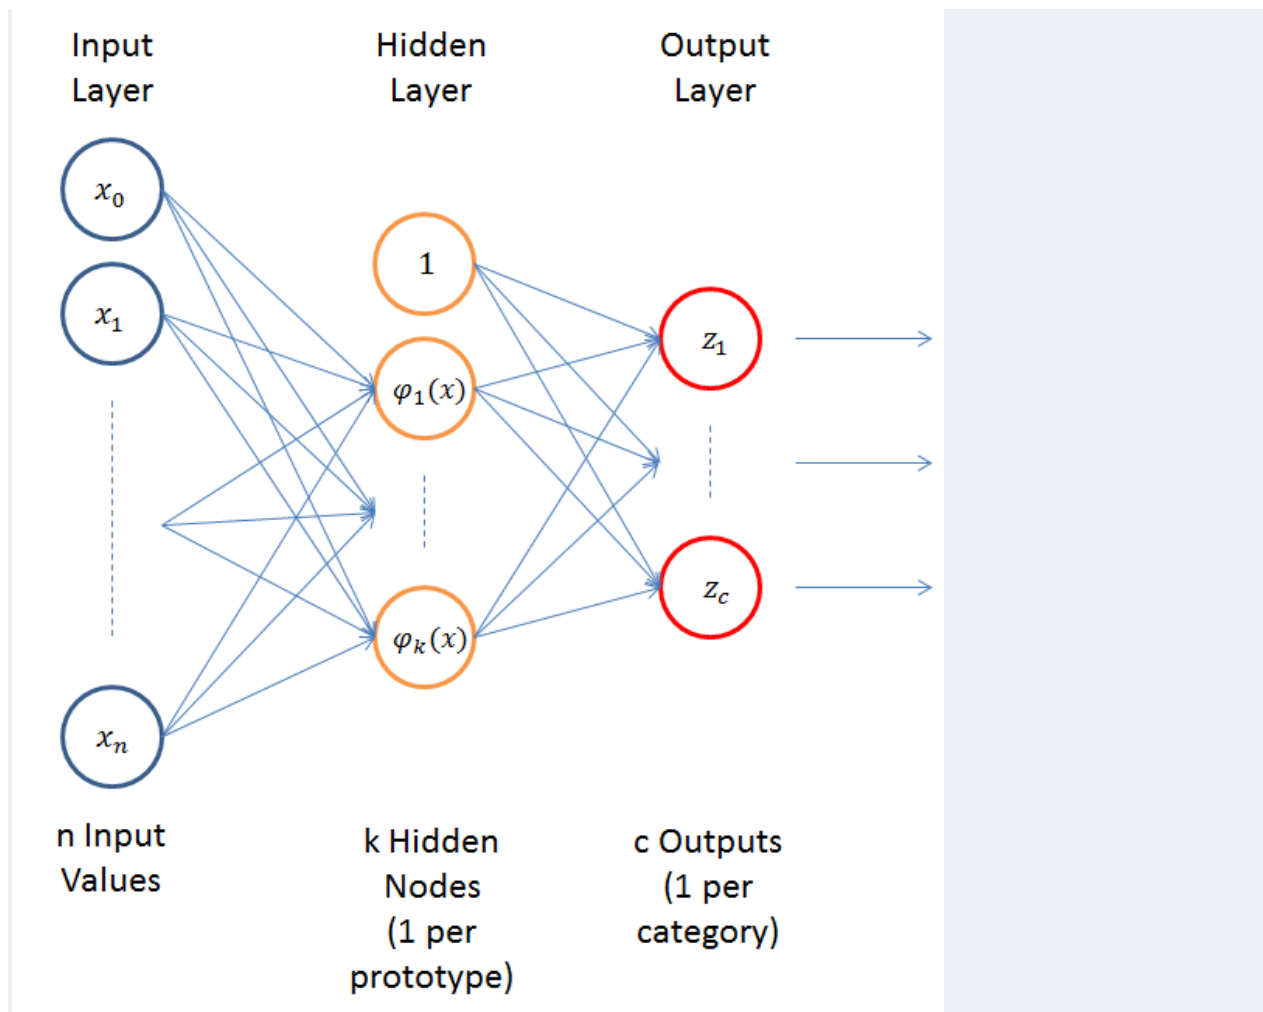 Input
Layer
Hidden
Layer
Output
Layer
x₀
x₁
xₙ
1
φ₁(x)
φₖ(x)
z₁
z_c
n Input
Values
k Hidden
Nodes
(1 per
prototype)
c Outputs
(1 per
category)